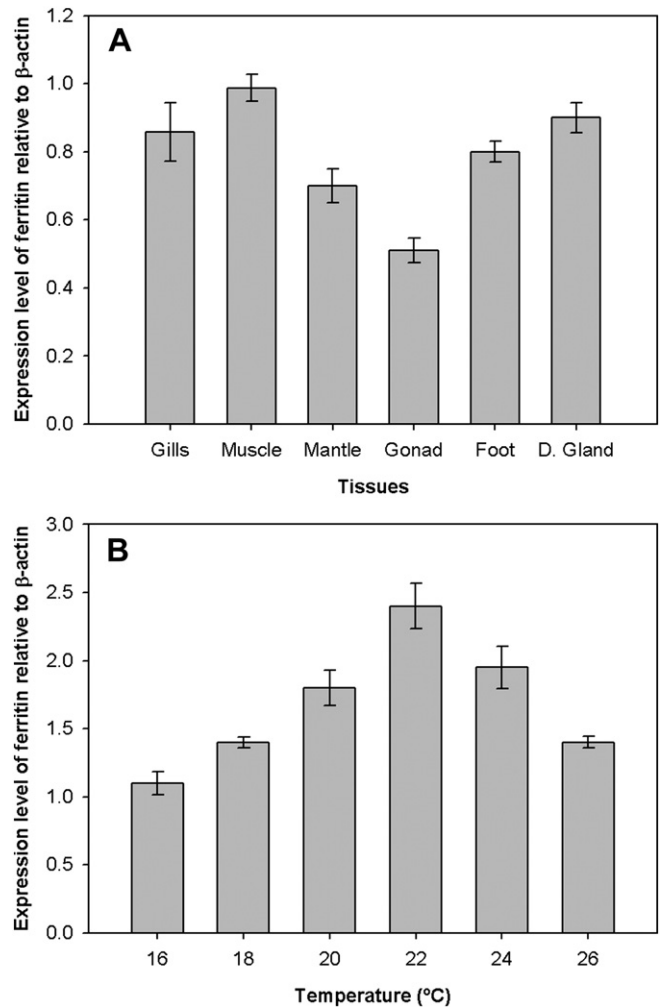 A
Expression level of ferritin relative to β-actin
1.2
1.0
0.8
0.6
0.4
0.2
0.0
Gills Muscle Mantle Gonad Foot D. Gland
Tissues
B
Expression level of ferritin relative to β-actin
3.0
2.5
2.0
1.5
1.0
0.5
0.0
16 18 20 22 24 26
Temperature (ºC)